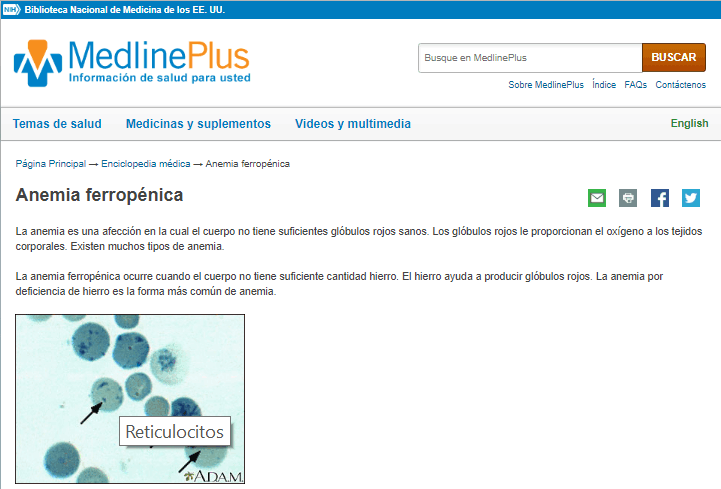 NIH Biblioteca Nacional de Medicina de los EE. UU.
MedlinePlus
Información de salud para usted
Busque en MedlinePlus
BUSCAR
Sobre MedlinePlus Índice FAQs Contáctenos
Temas de salud Medicinas y suplementos Videos y multimedia English
Página Principal → Enciclopedia médica → Anemia ferropénica
Anemia ferropénica
La anemia es una afección en la cual el cuerpo no tiene suficientes glóbulos rojos sanos. Los glóbulos rojos le proporcionan el oxígeno a los tejidos
corporales. Existen muchos tipos de anemia.
La anemia ferropénica ocurre cuando el cuerpo no tiene suficiente cantidad hierro. El hierro ayuda a producir glóbulos rojos. La anemia por
deficiencia de hierro es la forma más común de anemia.
Reticulocitos
A.D.A.M.